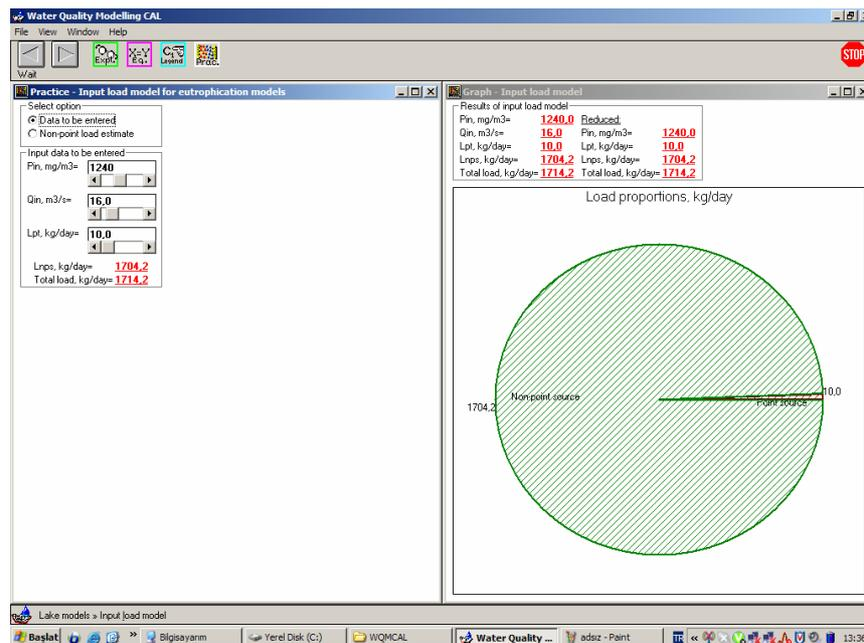 Water Quality Modelling CAL
File View Window Help
Expt. X=Y Eq. Legend Prac. STOP
Wait
Practice - Input load model for eutrophication models
Select option
Data to be entered
Non-point load estimate
Input data to be entered
Pin, mg/m3= 1240
Qin, m3/s= 16,0
Lpt, kg/day= 10,0
Lnps, kg/day= 1704,2
Total load, kg/day= 1714,2
Graph - Input load model
Results of input load model
Pin, mg/m3= 1240,0 Reduced:
Qin, m3/s= 16,0 Pin, mg/m3= 1240,0
Lpt, kg/day= 10,0 Lpt, kg/day= 10,0
Lnps, kg/day= 1704,2 Lnps, kg/day= 1704,2
Total load, kg/day= 1714,2 Total load, kg/day= 1714,2
Load proportions, kg/day
10,0
Non-point source
Point source
1704,2
Lake models » Input load model
Başlat » Bilgisayarım Yerel Disk (C:) WQMCAL Water Quality ... adsız - Paint TR « 13:38